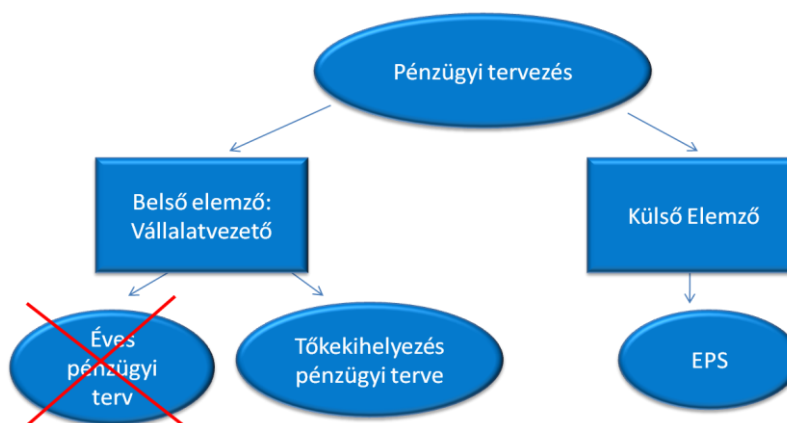 Pénzügyi tervezés
Belső elemző:
Vállalatvezető
Külső Elemző
Éves
pénzügyi
terv
Tőkekihelyezés
pénzügyi terve
EPS